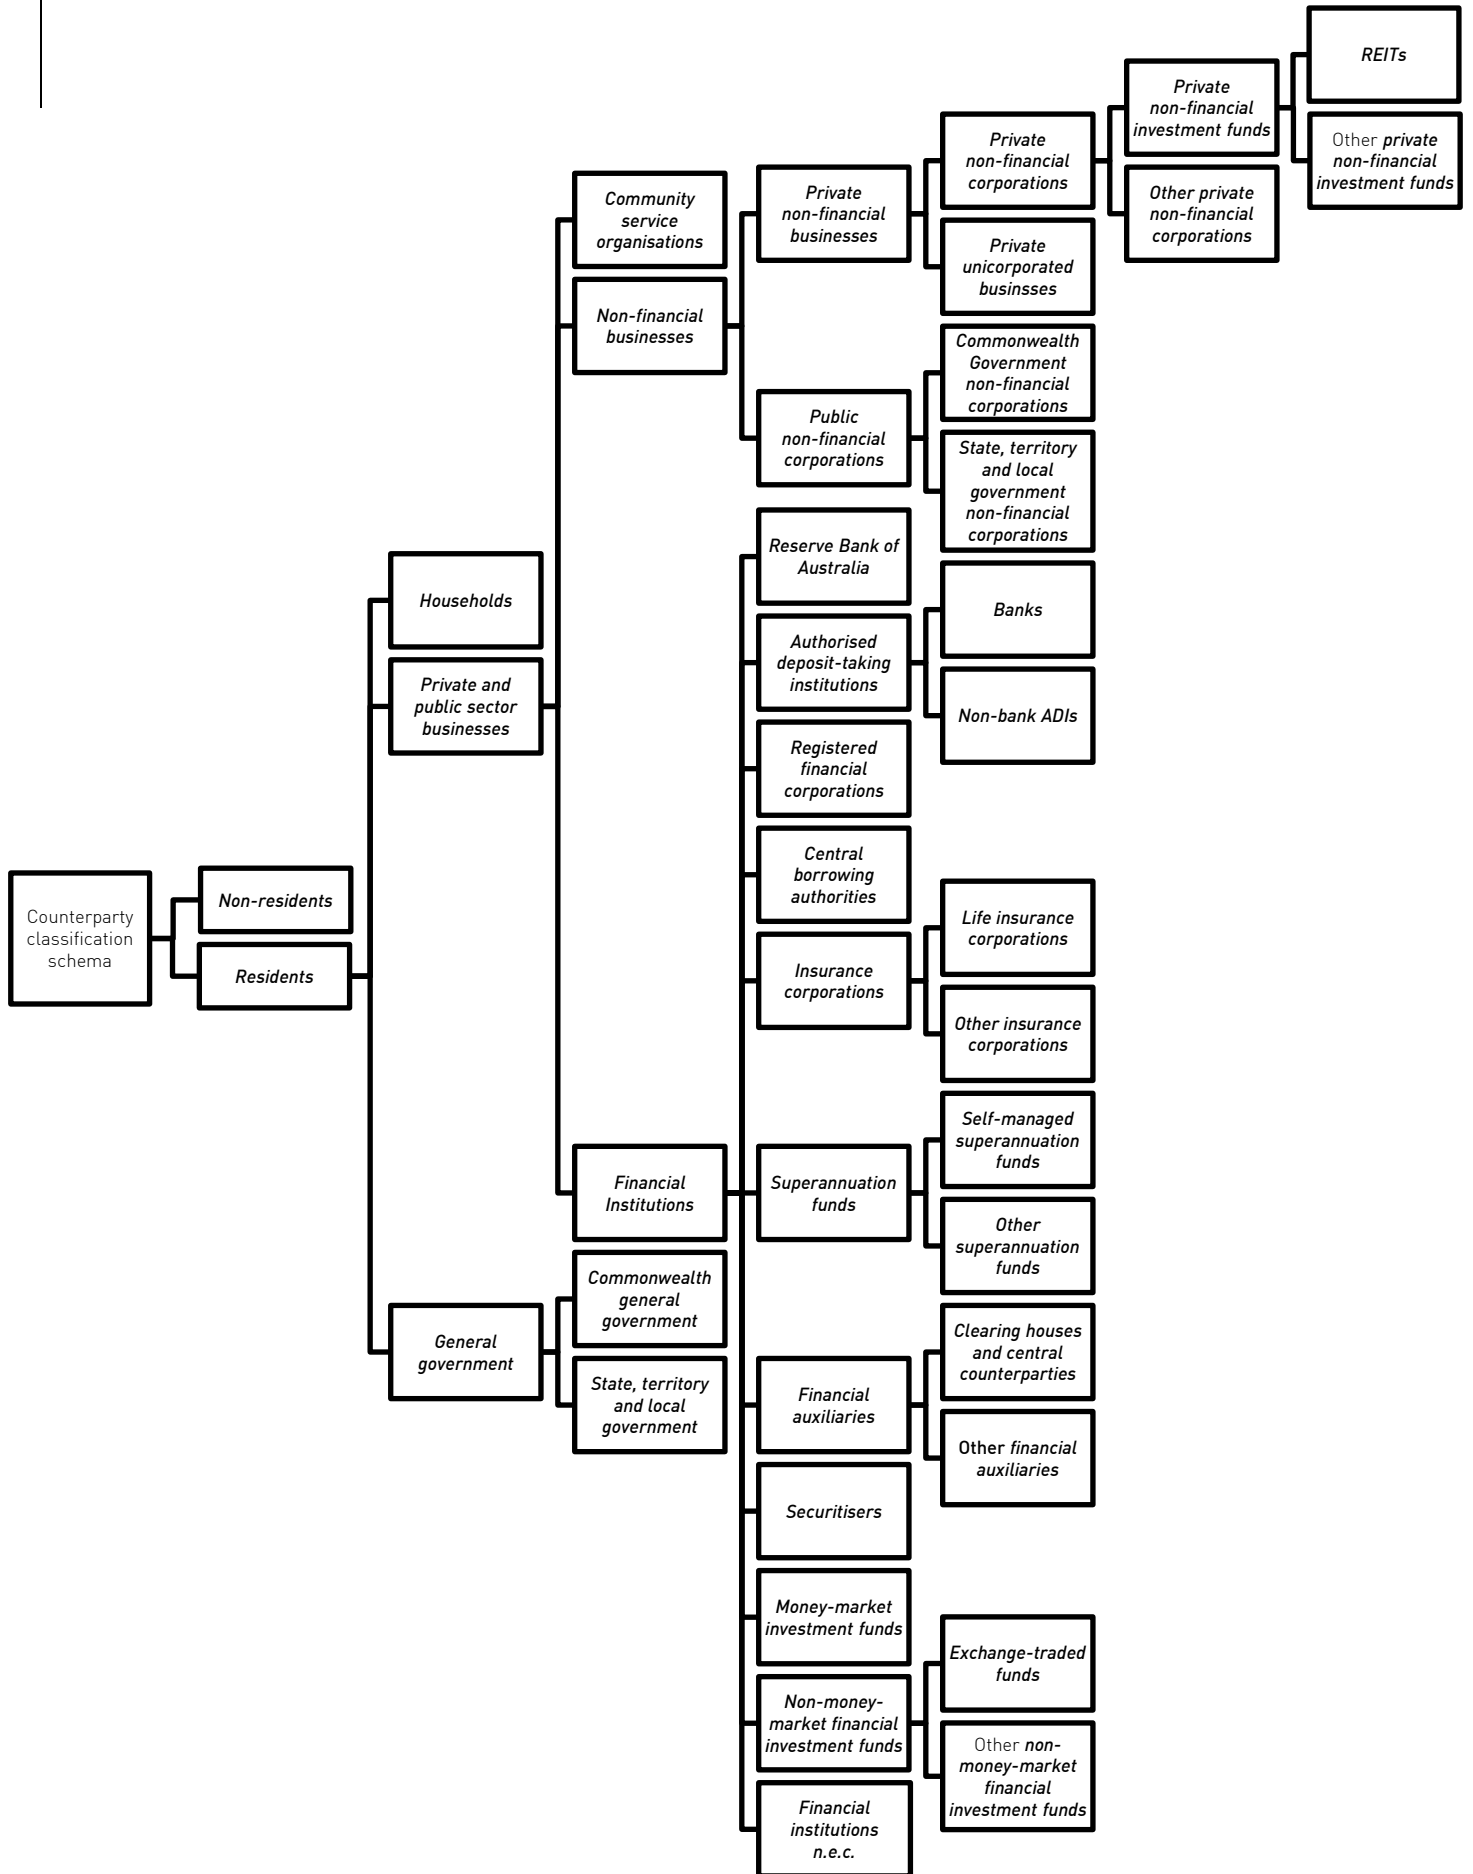 Counterparty
classification
schema
Non-residents
Residents
Households
Private and
public sector
businesses
General
government
Community
service
organisations
Non-financial
businesses
Financial
Institutions
Commonwealth
general
government
State, territory
and local
government
Private
non-financial
businesses
Public
non-financial
corporations
Reserve Bank of
Australia
Authorised
deposit-taking
institutions
Registered
financial
corporations
Central
borrowing
authorities
Insurance
corporations
Superannuation
funds
Financial
auxiliaries
Securitisers
Money-market
investment funds
Non-money-
market financial
investment funds
Financial
institutions
n.e.c.
Private
non-financial
corporations
Private
unicorporated
businsses
Commonwealth
Government
non-financial
corporations
State, territory
and local
government
non-financial
corporations
Banks
Non-bank ADIs
Life insurance
corporations
Other insurance
corporations
Self-managed
superannuation
funds
Other
superannuation
funds
Clearing houses
and central
counterparties
Other financial
auxiliaries
Exchange-traded
funds
Other non-
money-market
financial
investment funds
Private
non-financial
investment funds
Other private
non-financial
corporations
REITs
Other private
non-financial
investment funds